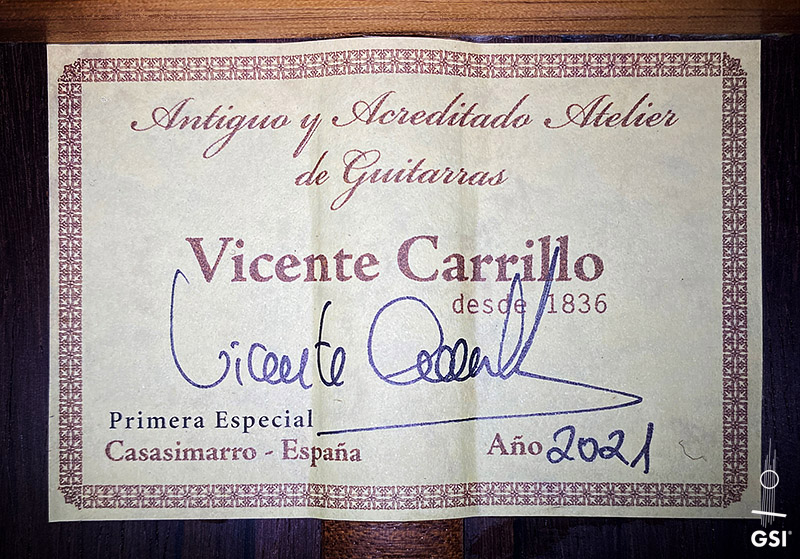 Antiguo y Acreditado Atelier
de Guitarras
Vicente Carrillo
desde 1836
Vicente Carrillo
Primera Especial
Casasimarro - España
Año 2021
GSI®